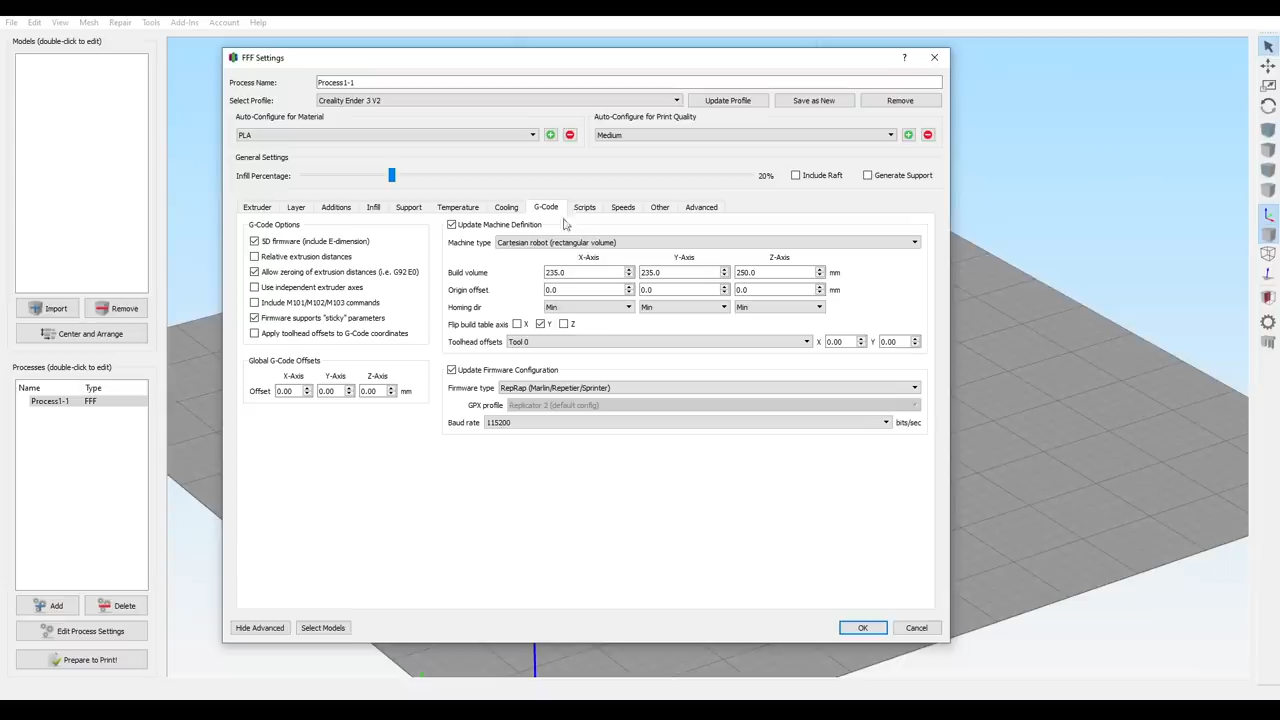 File Edit View Mesh Repair Tools Add-Ins Account Help
Models (double-click to edit)
Import Remove
Center and Arrange
Processes (double-click to edit)
Name Type
Process1-1 FFF
Add Delete
Edit Process Settings
Prepare to Print!
FFF Settings ?
Process Name: Process1-1
Select Profile: Creality Ender 3 V2 Update Profile Save as New Remove
Auto-Configure for Material Auto-Configure for Print Quality
PLA Medium
General Settings
Infill Percentage: 20% Include Raft Generate Support
Extruder Layer Additions Infill Support Temperature Cooling G-Code Scripts Speeds Other Advanced
G-Code Options
5D firmware (include E-dimension)
Relative extrusion distances
Allow zeroing of extrusion distances (i.e. G92 E0)
Use independent extruder axes
Include M101/M102/M103 commands
Firmware supports "sticky" parameters
Apply toolhead offsets to G-Code coordinates
Global G-Code Offsets
X-Axis Y-Axis Z-Axis
Offset 0.00 0.00 0.00 mm
Update Machine Definition
Machine type Cartesian robot (rectangular volume)
X-Axis Y-Axis Z-Axis
Build volume 235.0 235.0 250.0 mm
Origin offset 0.0 0.0 0.0 mm
Homing dir Min Min Min
Flip build table axis X Y Z
Toolhead offsets Tool 0 X 0.00 Y 0.00
Update Firmware Configuration
Firmware type RepRap (Marlin/Repetier/Sprinter)
GPX profile Replicator 2 (default config)
Baud rate 115200 bits/sec
Hide Advanced Select Models OK Cancel